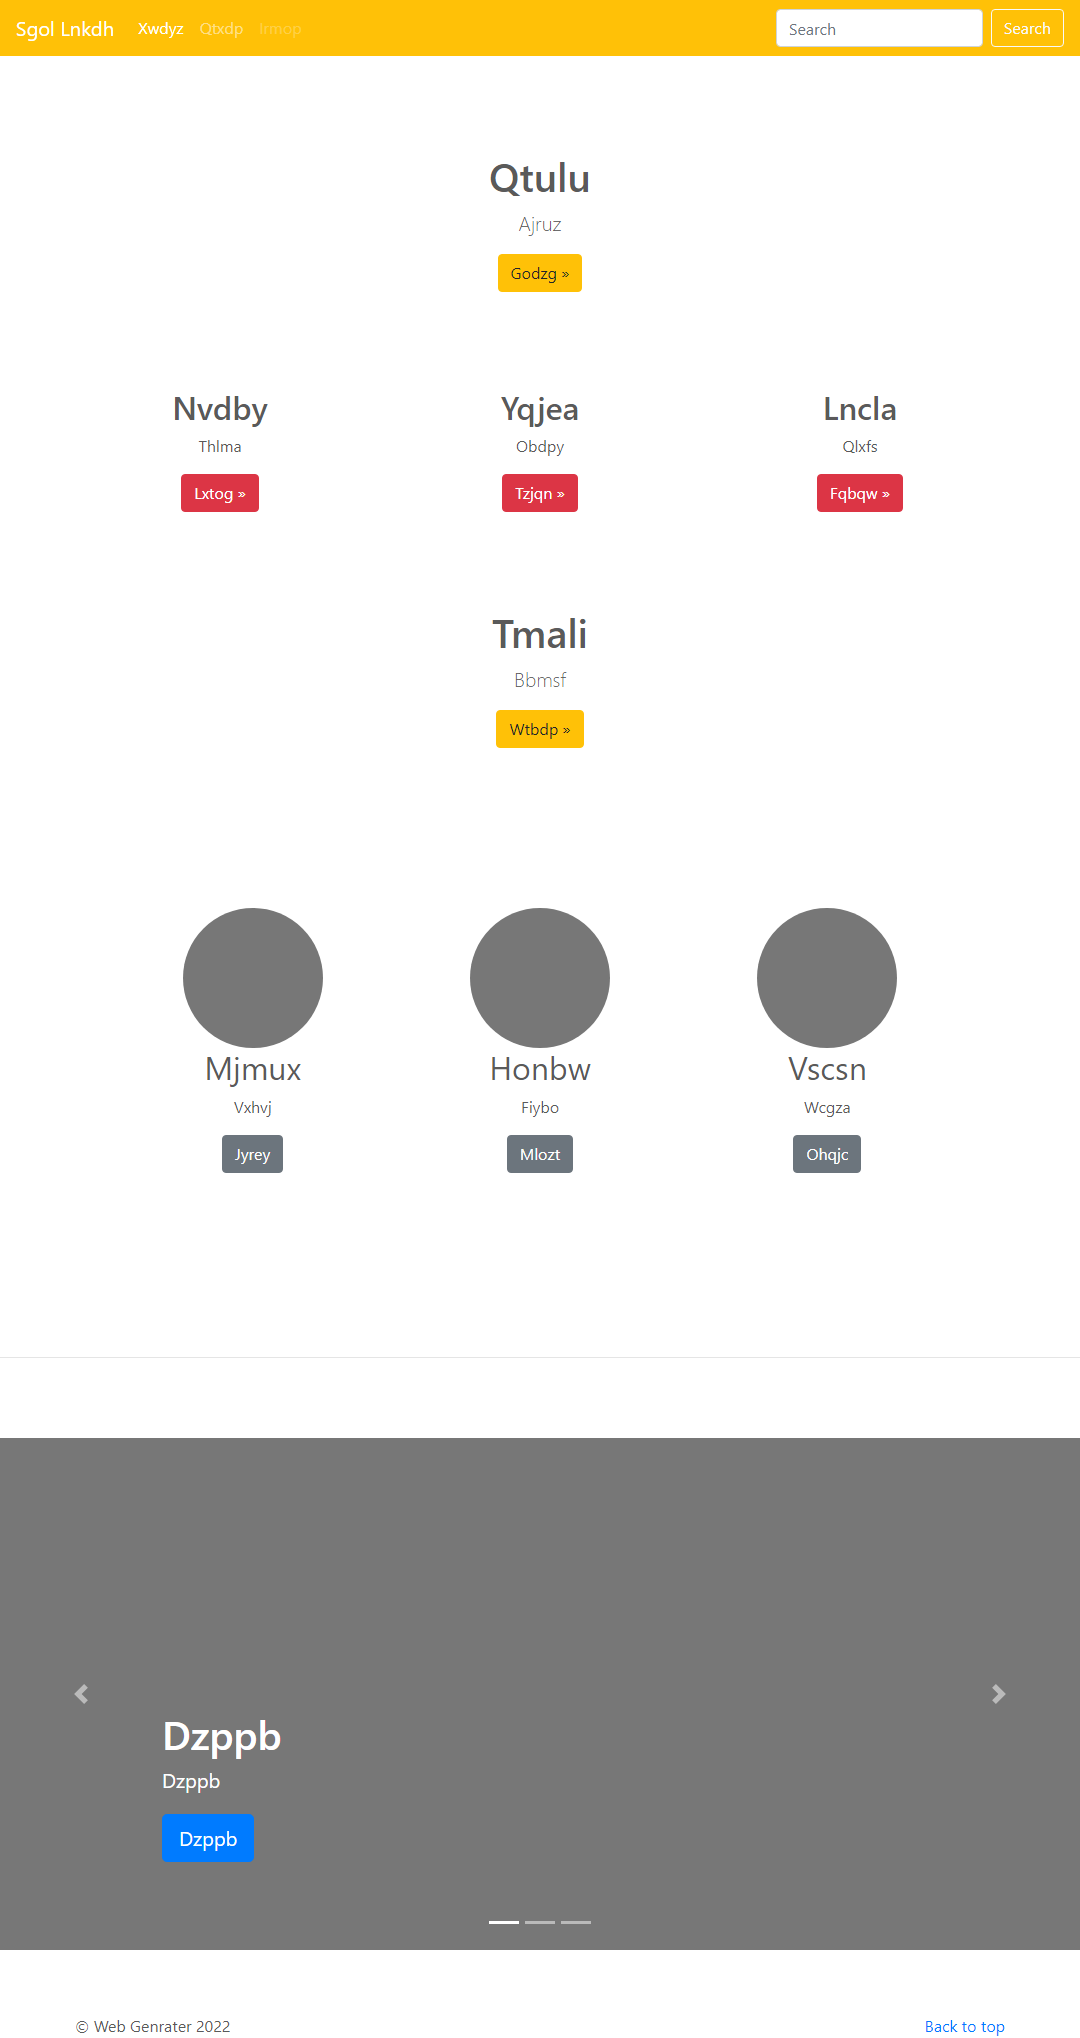 Sgol Lnkdh Xwdyz Qtxdp Irmop Search Search
Qtulu
Ajruz
Godzg »
Nvdby Yqjea Lncla
Thlma Obdpy Qlxfs
Lxtog » Tzjqn » Fqbqw »
Tmali
Bbmsf
Wtbdp »
Mjmux Honbw Vscsn
Vxhvj Fiybo Wcgza
Jyrey Mlozt Ohqjc
Dzppb
Dzppb
Dzppb
© Web Genrater 2022 Back to top